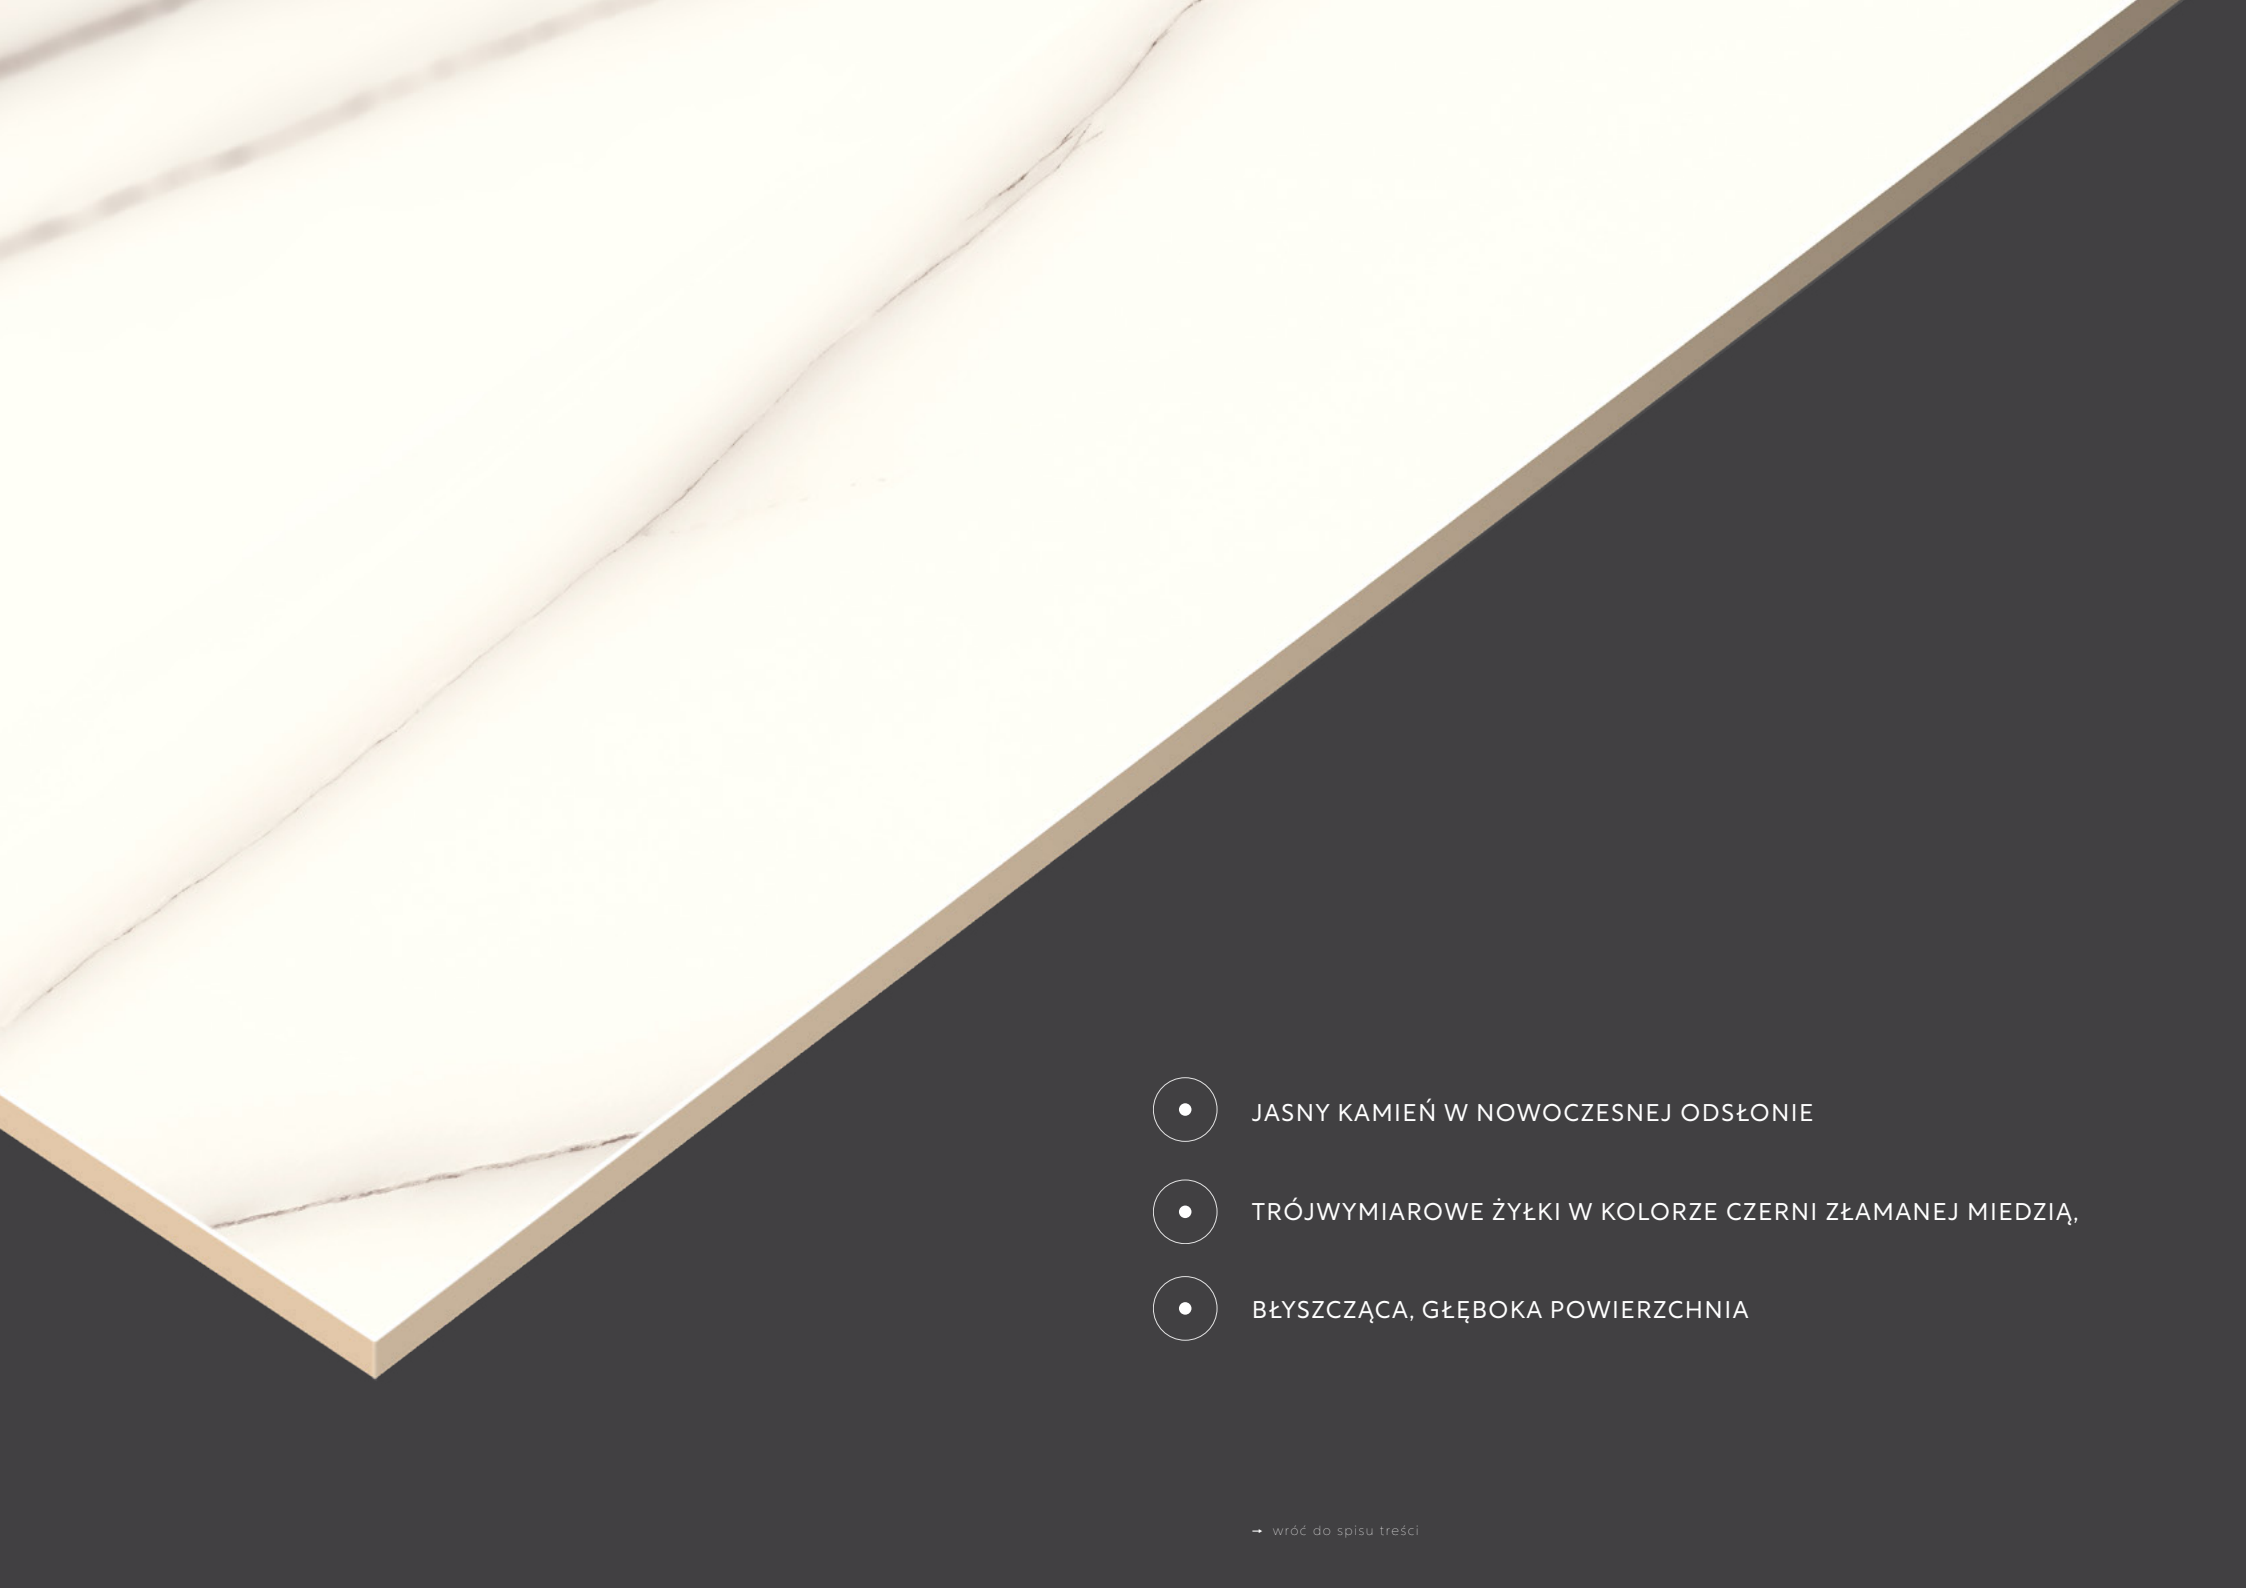 JASNY KAMIEŃ W NOWOCZESNEJ ODSŁONIE
TRÓJWYMIAROWE ŻYŁKI W KOLORZE CZERNI ZŁAMANEJ MIEDZIĄ,
BŁYSZCZĄCA, GŁĘBOKA POWIERZCHNIA
→ wróć do spisu treści